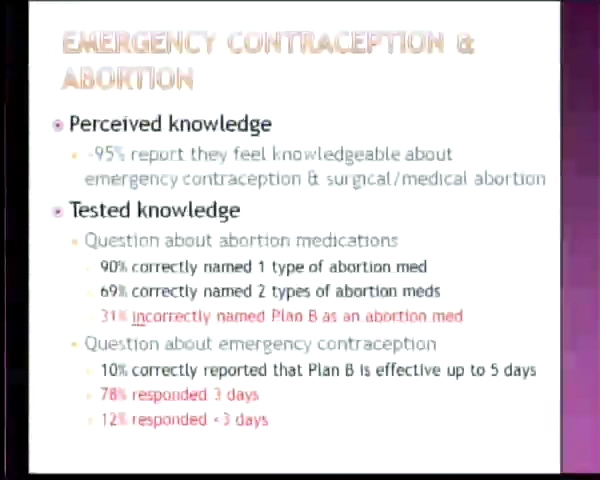 EMERGENCY CONTRACEPTION &
ABORTION
Perceived knowledge
~95% report they feel knowledgeable about
emergency contraception & surgical/medical abortion
Tested knowledge
Question about abortion medications
90% correctly named 1 type of abortion med
69% correctly named 2 types of abortion meds
31% incorrectly named Plan B as an abortion med
Question about emergency contraception
10% correctly reported that Plan B is effective up to 5 days
78% responded 3 days
12% responded <3 days